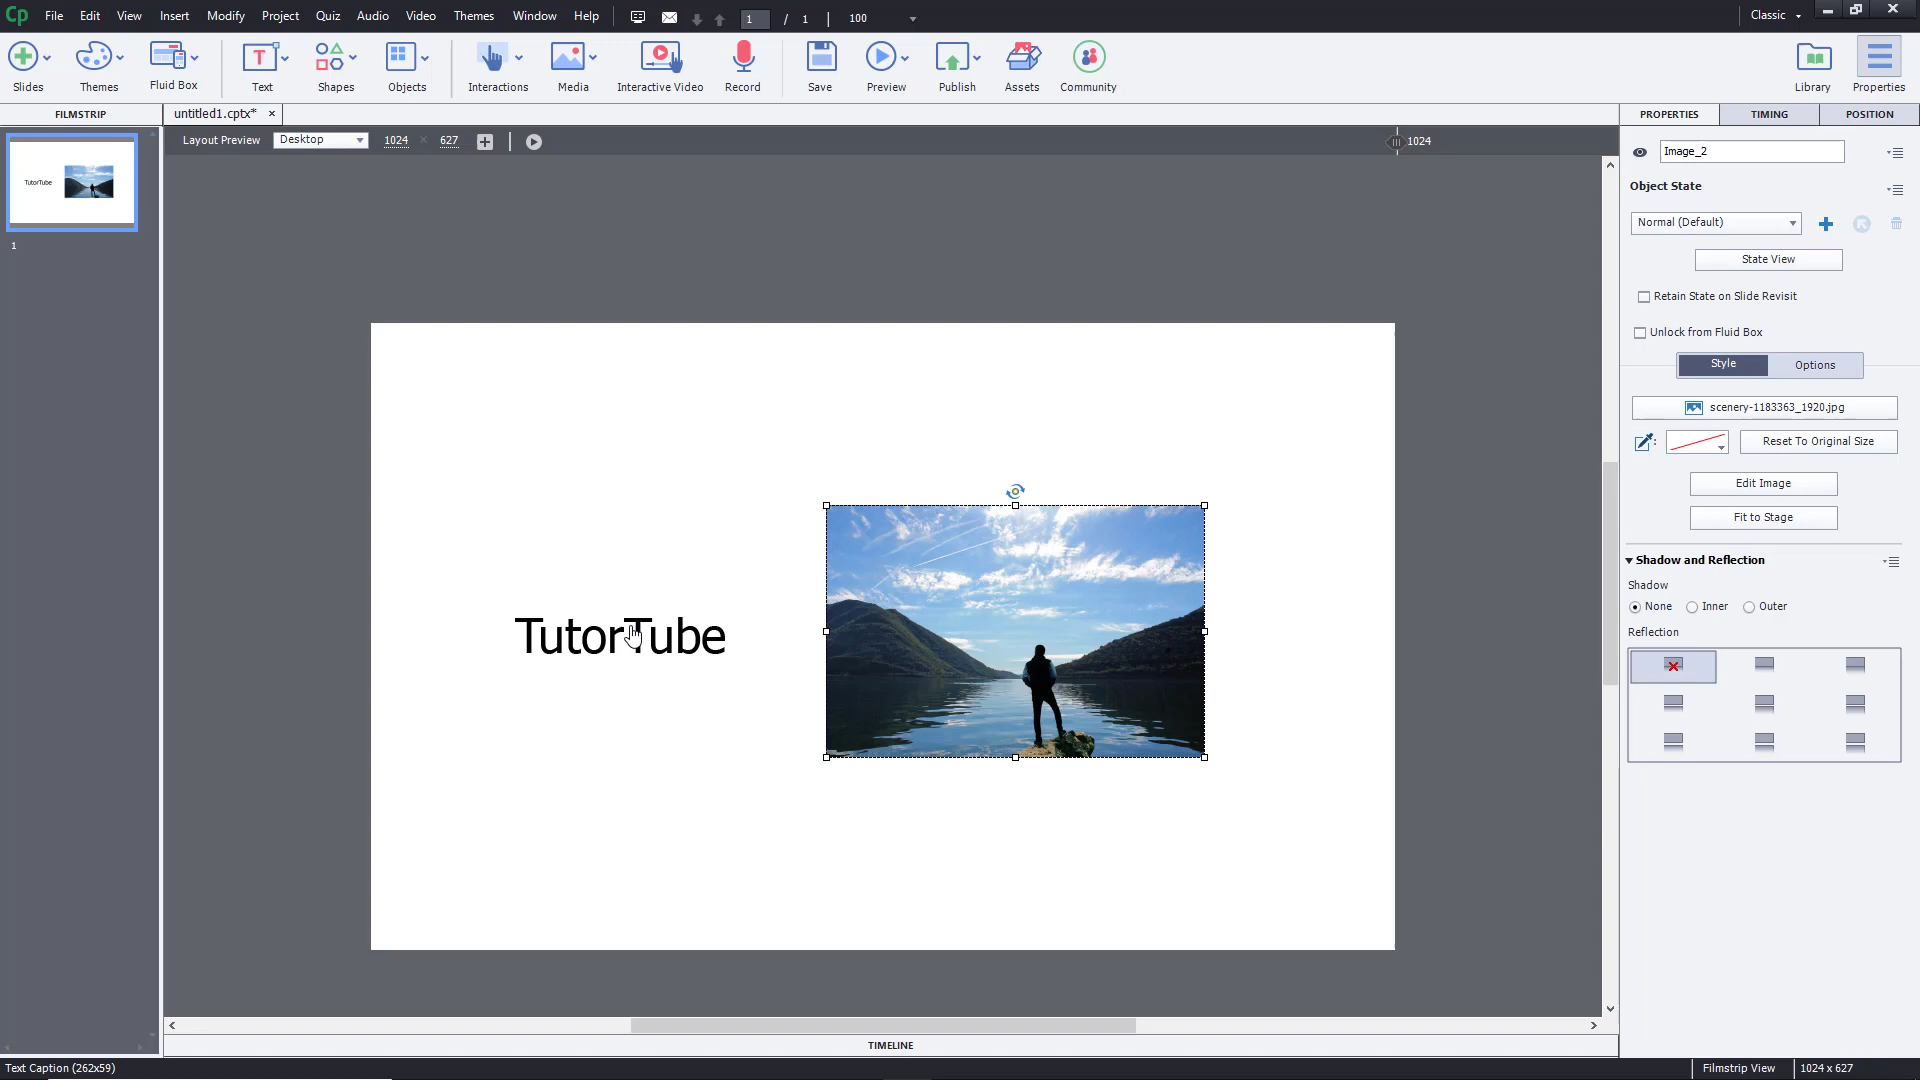 Cp File Edit View Insert Modify Project Quiz Audio Video Themes Window Help 1 / 1 100 Classic
Slides Themes Fluid Box Text Shapes Objects Interactions Media Interactive Video Record Save Preview Publish Assets Community Library Properties
FILMSTRIP untitled1.cptx* × PROPERTIES TIMING POSITION
Layout Preview Desktop 1024 × 627 1024
Image_2
Object State
Normal (Default)
State View
Retain State on Slide Revisit
Unlock from Fluid Box
Style Options
scenery-1183363_1920.jpg
Reset To Original Size
Edit Image
Fit to Stage
Shadow and Reflection
Shadow
None Inner Outer
Reflection
TutorTube
1
TutorTube
TIMELINE
Text Caption (262x59) Filmstrip View 1024 x 627